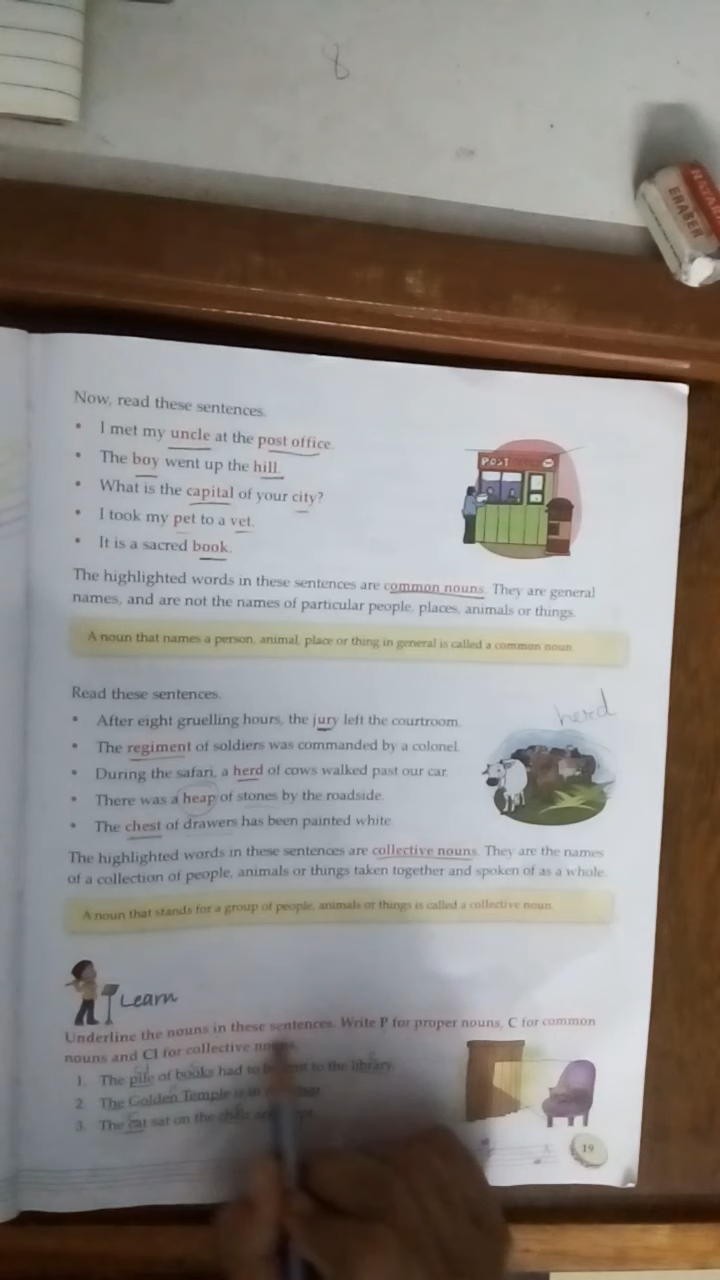 8
NATARAJ
ERASER
Now, read these sentences.
• I met my uncle at the post office.
• The boy went up the hill.
• What is the capital of your city?
• I took my pet to a vet.
• It is a sacred book.
POST
The highlighted words in these sentences are common nouns. They are general
names, and are not the names of particular people, places, animals or things.
A noun that names a person, animal, place or thing in general is called a common noun.
Read these sentences.
herd
• After eight gruelling hours, the jury left the courtroom.
• The regiment of soldiers was commanded by a colonel.
• During the safari, a herd of cows walked past our car.
• There was a heap of stones by the roadside.
• The chest of drawers has been painted white.
The highlighted words in these sentences are collective nouns. They are the names
of a collection of people, animals or things taken together and spoken of as a whole.
A noun that stands for a group of people, animals or things is called a collective noun.
Learn
Underline the nouns in these sentences. Write P for proper nouns, C for common
nouns and Cl for collective nouns.
1. The pile of books had to be to the library.
2. The Golden Temple is in
3. The cat sat on the chair
19